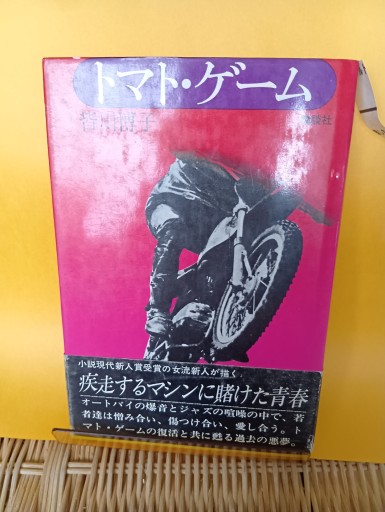 トマト・ゲーム
皆川博子
講談社
小説現代新人賞受賞の女流新人が描く
疾走するマシンに賭けた青春
オートバイの爆音とジャズの喧噪の中で、若
者達は憎み合い、傷つけ合い、愛し合う。ト
マト・ゲームの復活と共に甦る過去の悪夢。